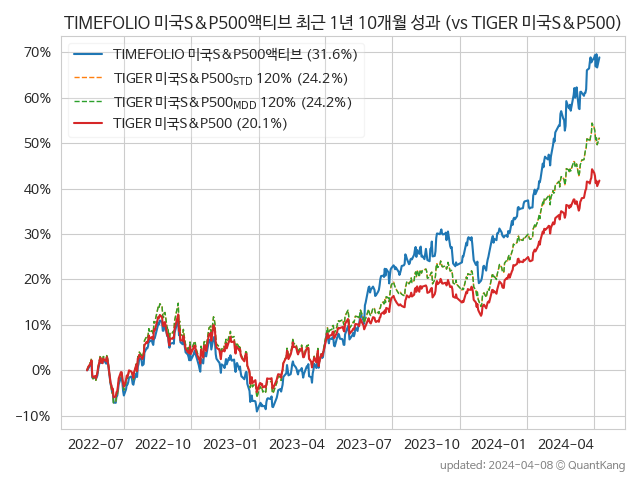 TIMEFOLIO 미국S&P500액티브 최근 1년 10개월 성과 (vs TIGER 미국S&P500)
TIMEFOLIO 미국S&P500액티브 (31.6%)
TIGER 미국S&P500STD 120% (24.2%)
TIGER 미국S&P500MDD 120% (24.2%)
TIGER 미국S&P500 (20.1%)
70%
60%
50%
40%
30%
20%
10%
0%
−10%
2022-07 2022-10 2023-01 2023-04 2023-07 2023-10 2024-01 2024-04
updated: 2024-04-08 © QuantKang